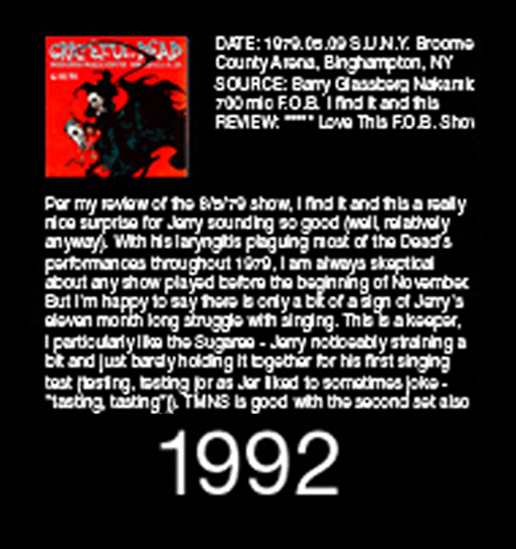 GRATEFUL DEAD
DATE: 1979.05.09 S.U.N.Y. Broome
County Arena, Binghampton, NY
SOURCE: Barry Glassberg Nakamic
700 mic F.O.B. I find it and this
REVIEW: ***** Love This F.O.B. Show
Per my review of the 8/5/79 show, I find it and this a really
nice surprise for Jerry sounding so good (well, relatively
anyway). With his laryngitis plaguing most of the Dead's
performances throughout 1979, I am always skeptical
about any show played before the beginning of November.
But I'm happy to say there is only a bit of a sign of Jerry's
eleven month long struggle with singing. This is a keeper,
I particularly like the Sugaree - Jerry noticeably straining a
bit and just barely holding it together for his first singing
test (testing, testing (or as Jer liked to sometimes joke -
"tasting, tasting")). TMNS is good with the second set also
1992